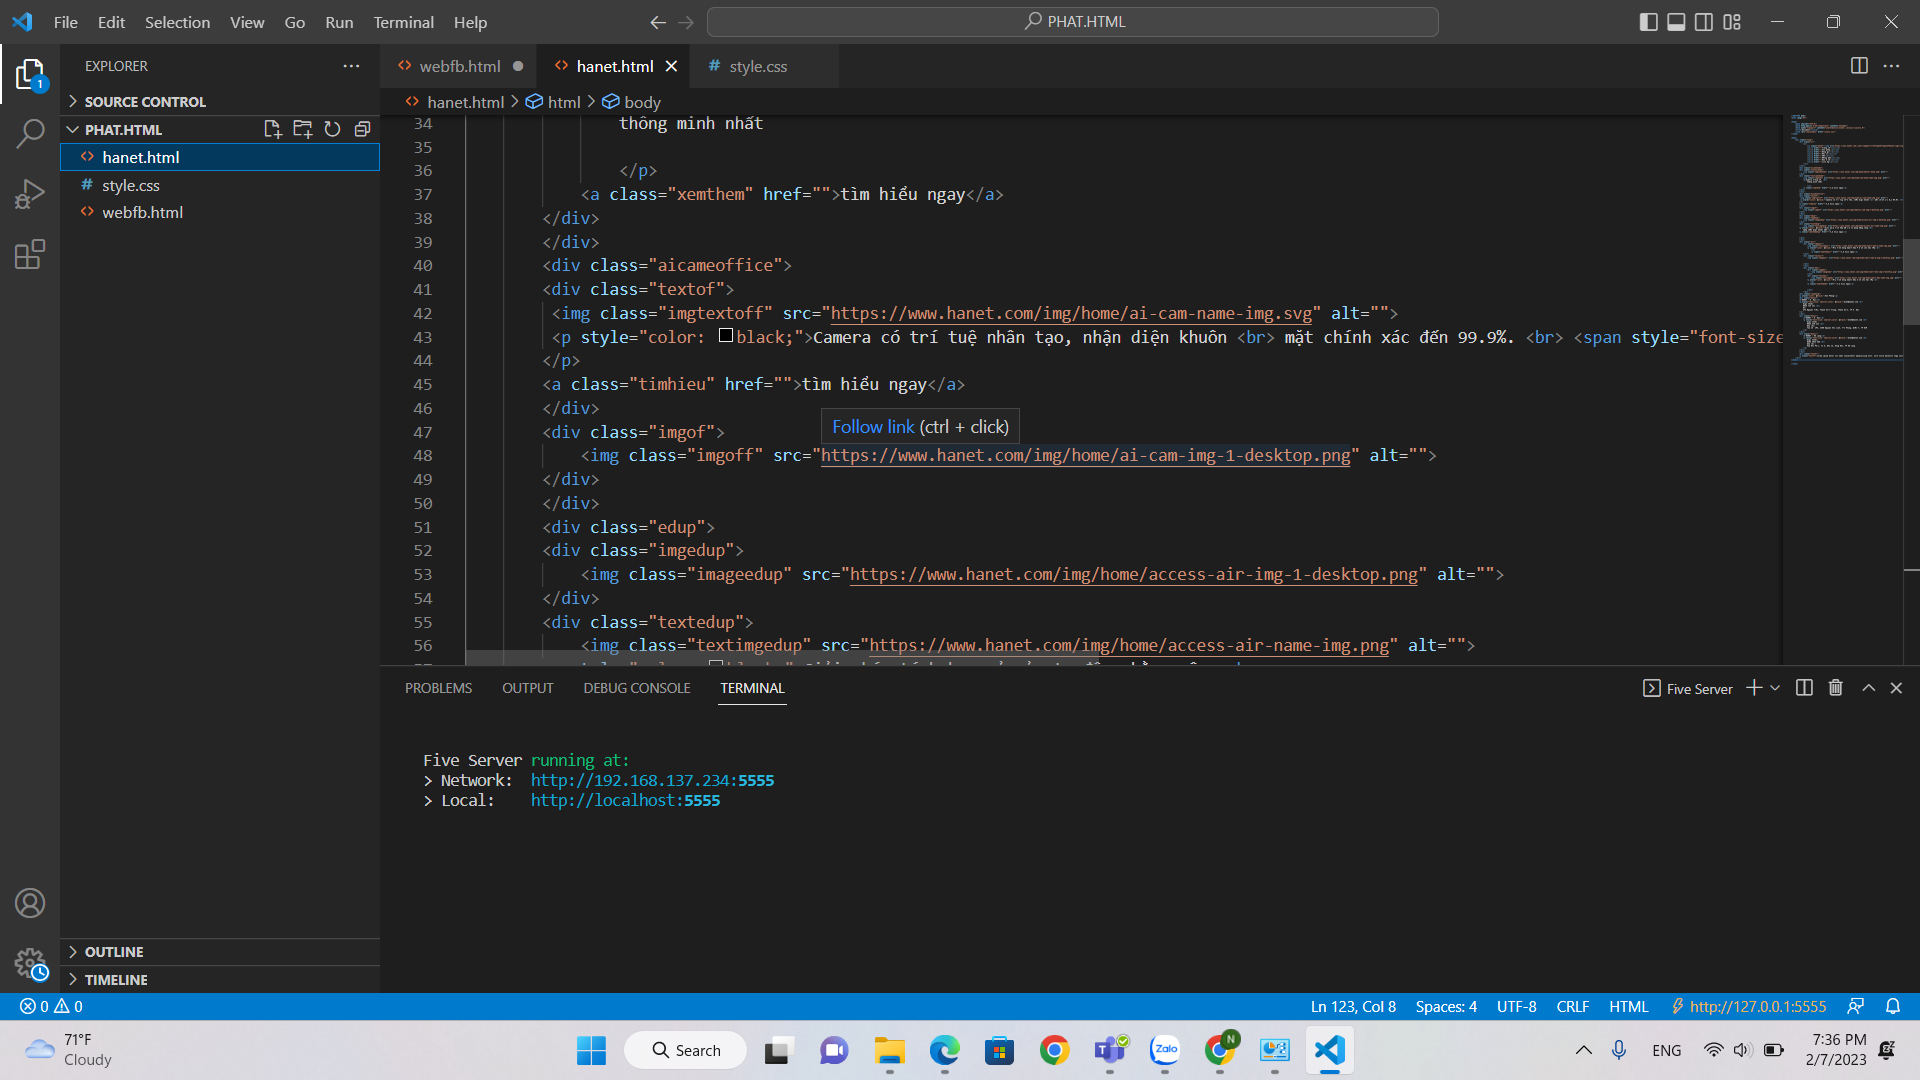 File Edit Selection View Go Run Terminal Help
PHAT.HTML
EXPLORER
1
SOURCE CONTROL
PHAT.HTML
hanet.html
style.css
webfb.html
OUTLINE
TIMELINE
webfb.html
hanet.html
style.css
hanet.html > html > body
34 thông minh nhất
35
36 </p>
37 <a class="xemthem" href="">tìm hiểu ngay</a>
38 </div>
39 </div>
40 <div class="aicameoffice">
41 <div class="textof">
42 <img class="imgtextoff" src="https://www.hanet.com/img/home/ai-cam-name-img.svg" alt="">
43 <p style="color: black;">Camera có trí tuệ nhân tạo, nhận diện khuôn <br> mặt chính xác đến 99.9%. <br> <span style="font-size
44 </p>
45 <a class="timhieu" href="">tìm hiểu ngay</a>
46 </div>
47 <div class="imgof">
Follow link (ctrl + click)
48 <img class="imgoff" src="https://www.hanet.com/img/home/ai-cam-img-1-desktop.png" alt="">
49 </div>
50 </div>
51 <div class="edup">
52 <div class="imgedup">
53 <img class="imageedup" src="https://www.hanet.com/img/home/access-air-img-1-desktop.png" alt="">
54 </div>
55 <div class="textedup">
56 <img class="textimgedup" src="https://www.hanet.com/img/home/access-air-name-img.png" alt="">
PROBLEMS OUTPUT DEBUG CONSOLE TERMINAL
Five Server
Five Server running at:
> Network: http://192.168.137.234:5555
> Local: http://localhost:5555
0 0
Ln 123, Col 8 Spaces: 4 UTF-8 CRLF HTML http://127.0.0.1:5555
71°F
Cloudy
Search
Zalo
N
ENG
7:36 PM
2/7/2023